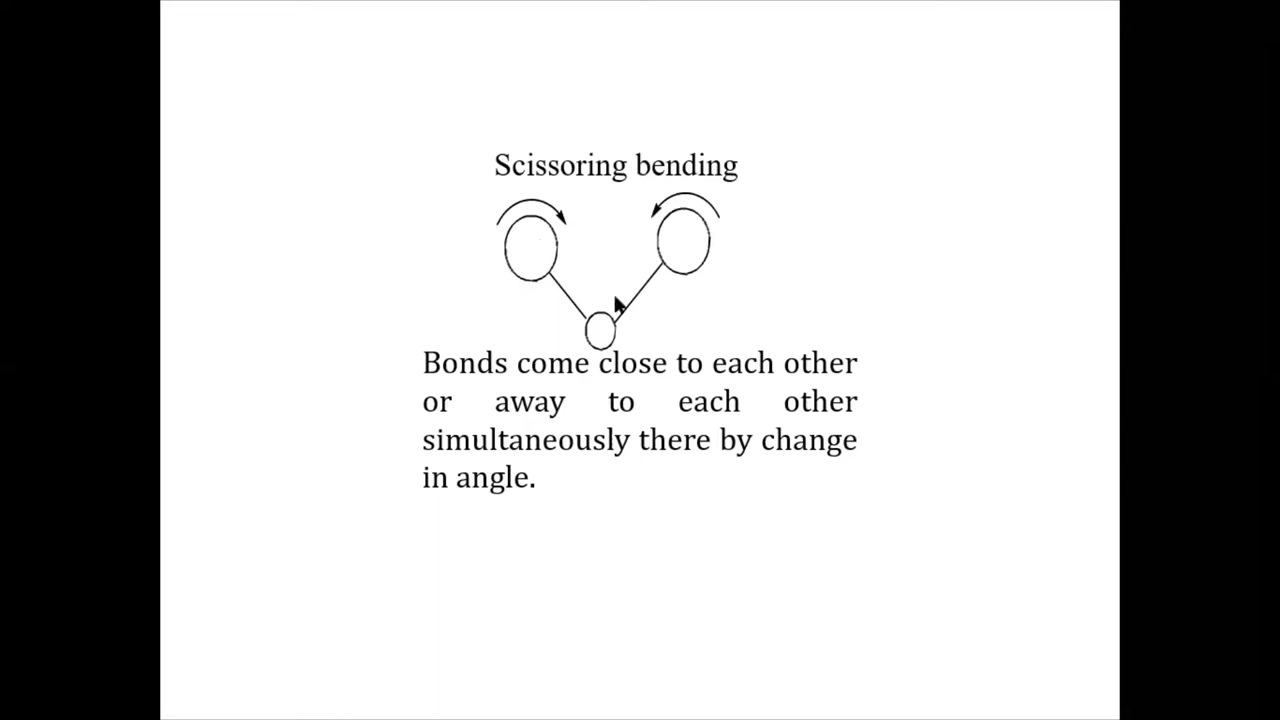 Scissoring bending
Bonds come close to each other
or away to each other
simultaneously there by change
in angle.